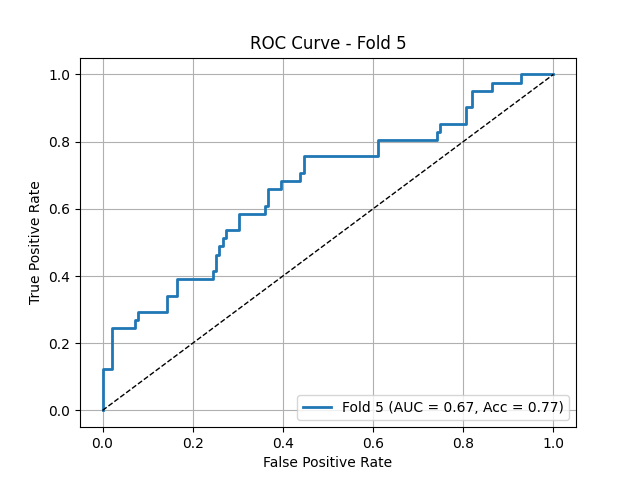 ROC Curve - Fold 5
True Positive Rate
1.0
0.8
0.6
0.4
0.2
0.0
Fold 5 (AUC = 0.67, Acc = 0.77)
0.0 0.2 0.4 0.6 0.8 1.0
False Positive Rate